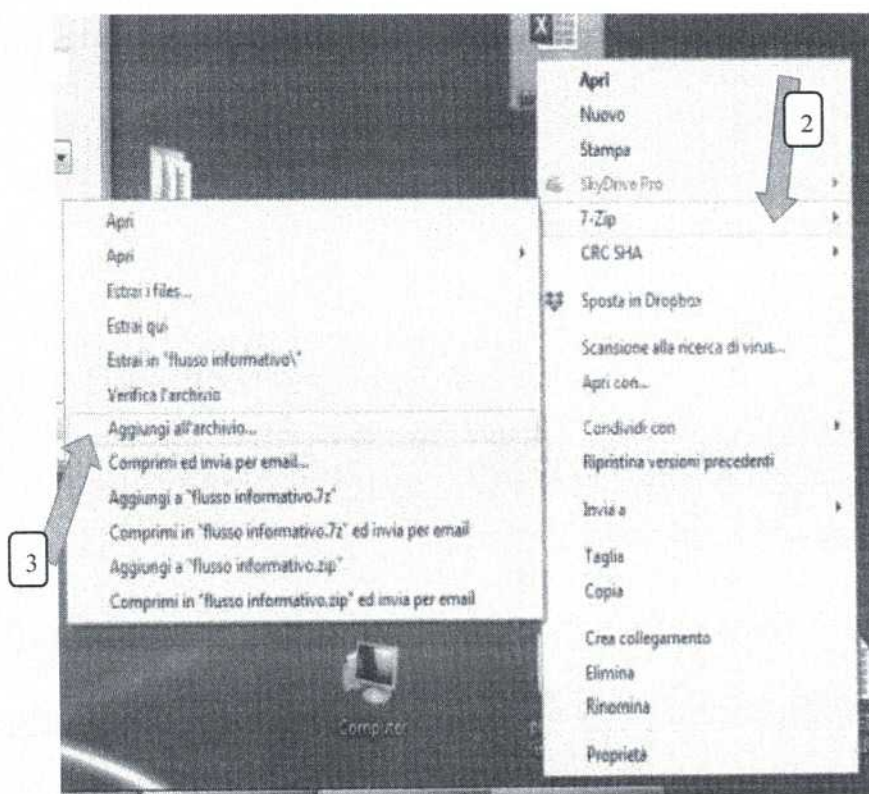 Apri
Nuovo
Stampa
SkyDrive Pro
7-Zip
CRC SHA
Sposta in Dropbox
Scansione alla ricerca di virus...
Apri con...
Condividi con
Ripristina versioni precedenti
Invia a
Taglia
Copia
Crea collegamento
Elimina
Rinomina
Proprietà
2
Apri
Apri
Estrai i files...
Estrai qui
Estrai in "flusso informativo\"
Verifica l'archivio
Aggiungi all'archivio...
Comprimi ed invia per email...
Aggiungi a "flusso informativo.7z"
Comprimi in "flusso informativo.7z" ed invia per email
Aggiungi a "flusso informativo.zip"
Comprimi in "flusso informativo.zip" ed invia per email
3
Computer